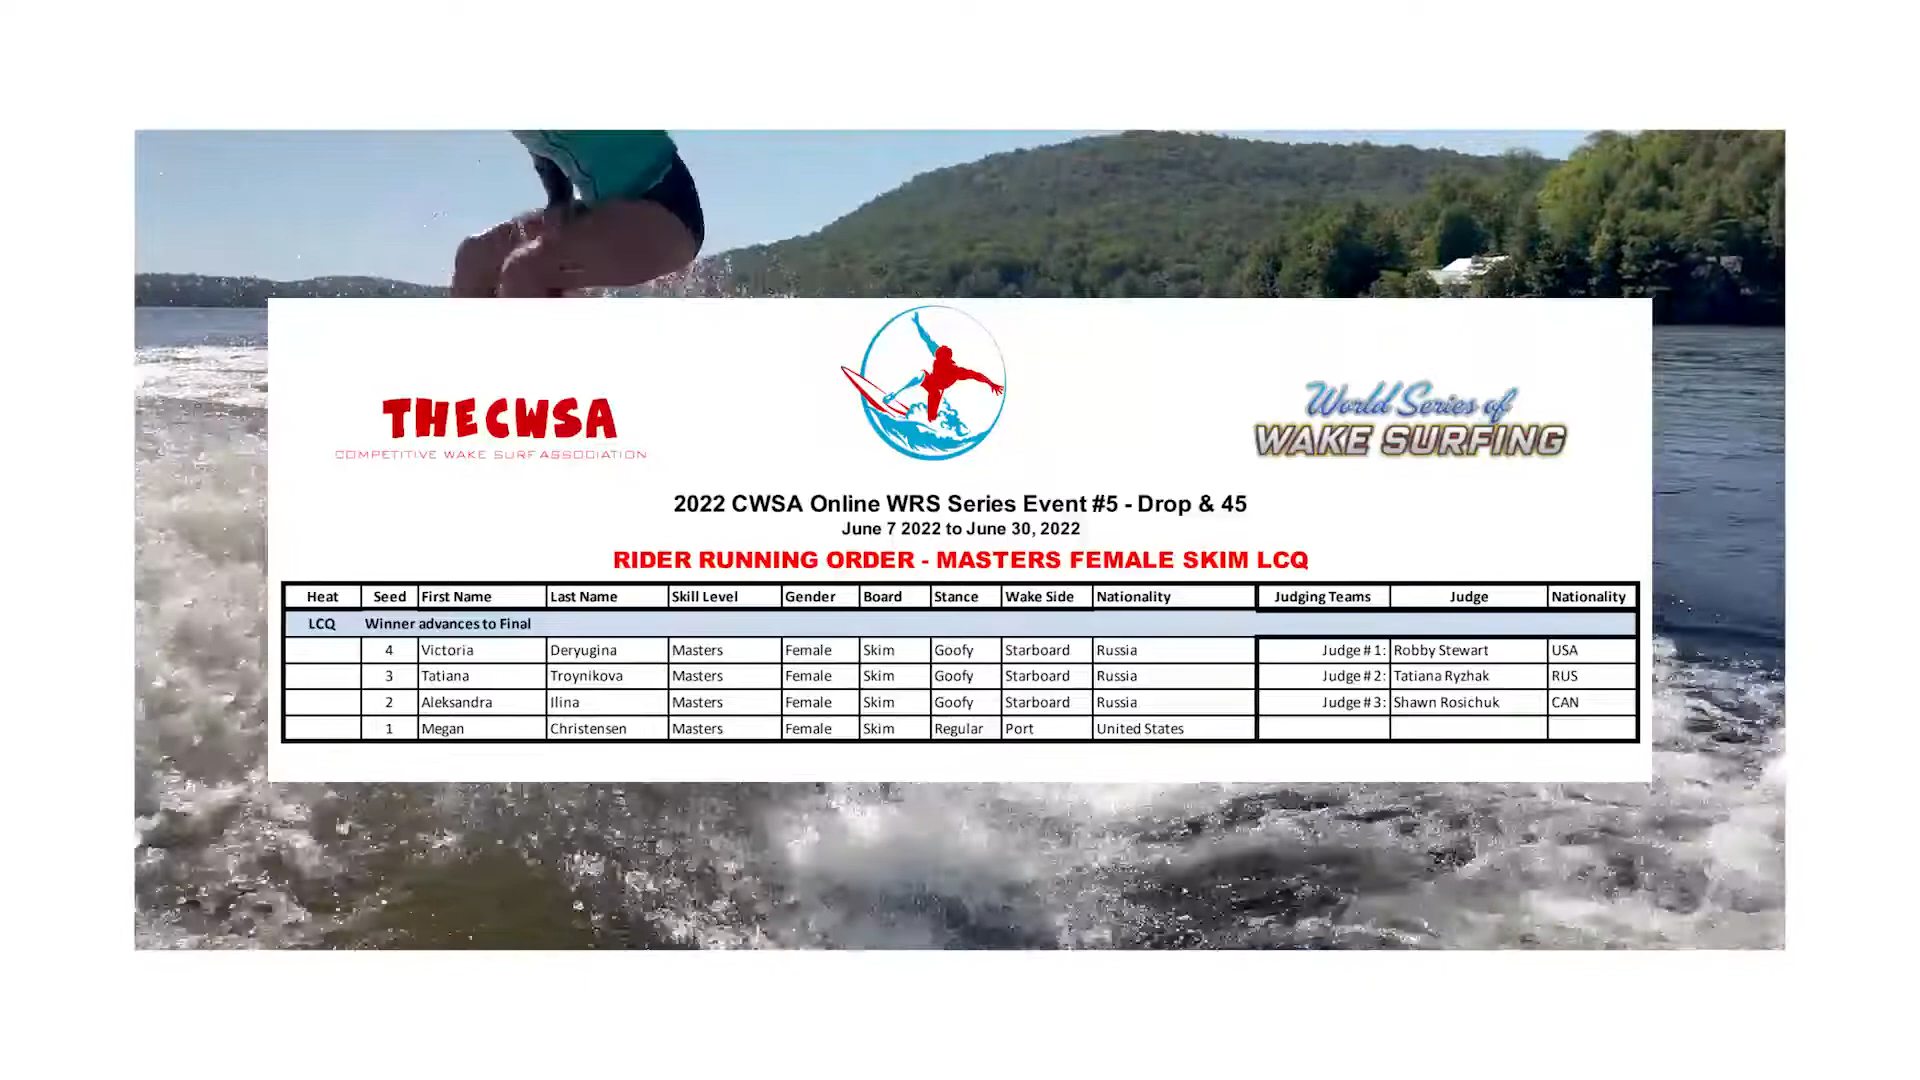 THECWSA
COMPETITIVE WAKE SURF ASSOCIATION
World Series of
WAKE SURFING
2022 CWSA Online WRS Series Event #5 - Drop & 45
June 7 2022 to June 30, 2022
RIDER RUNNING ORDER - MASTERS FEMALE SKIM LCQ
Heat Seed First Name Last Name Skill Level Gender Board Stance Wake Side Nationality Judging Teams Judge Nationality
LCQ Winner advances to Final
4 Victoria Deryugina Masters Female Skim Goofy Starboard Russia Judge #1: Robby Stewart USA
3 Tatiana Troynikova Masters Female Skim Goofy Starboard Russia Judge #2: Tatiana Ryzhak RUS
2 Aleksandra Ilina Masters Female Skim Goofy Starboard Russia Judge #3: Shawn Rosichuk CAN
1 Megan Christensen Masters Female Skim Regular Port United States